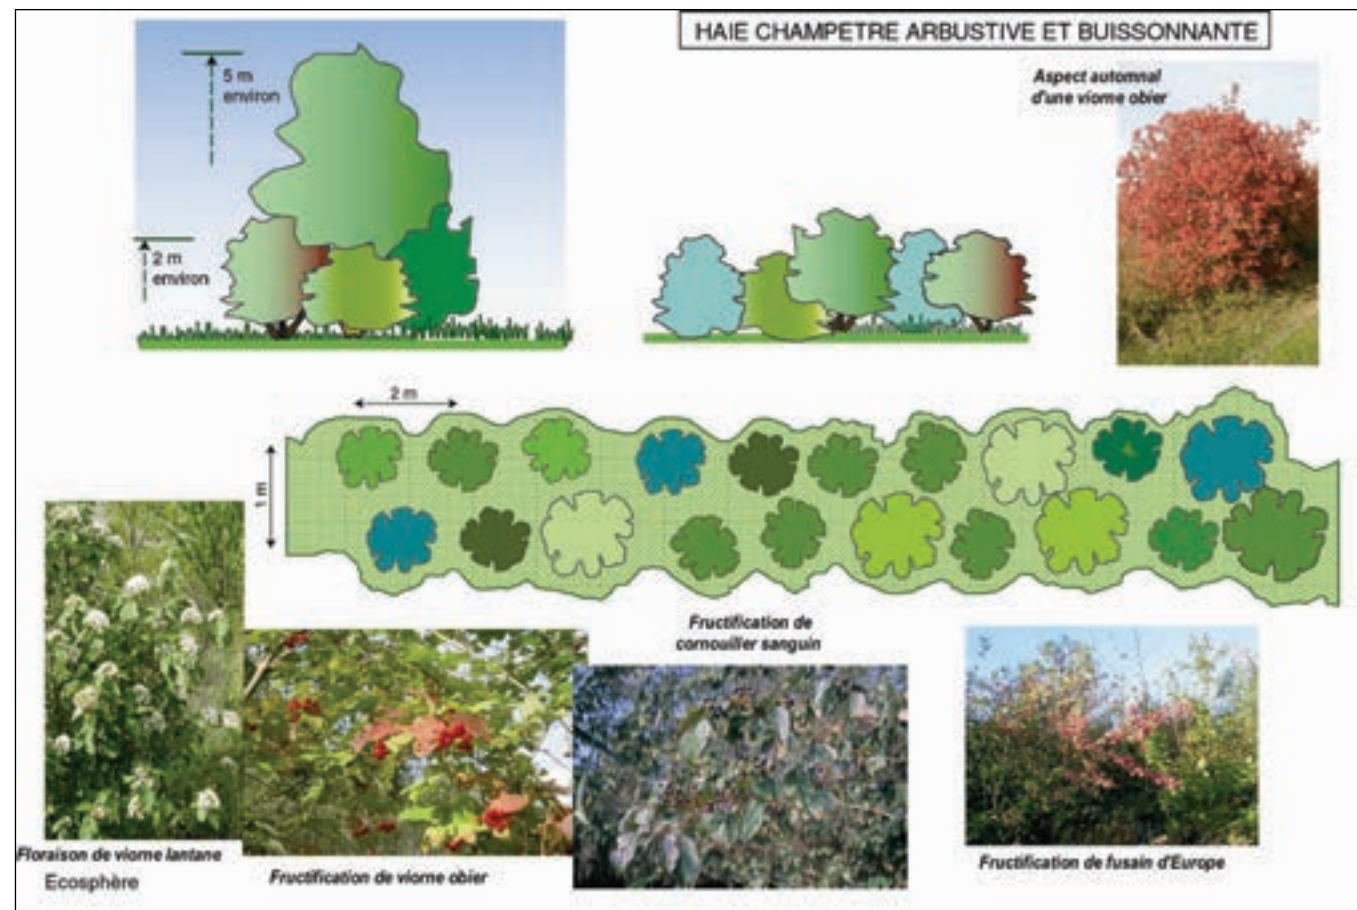 HAIE CHAMPETRE ARBUSTIVE ET BUISSONNANTE
5 m
environ
2 m
environ
Aspect automnal
d'une viorne obier
2 m
1 m
Fructification de
cornouiller sanguin
Floraison de viorne lantane
Ecosphère
Fructification de viorne obier
Fructification de fusain d'Europe